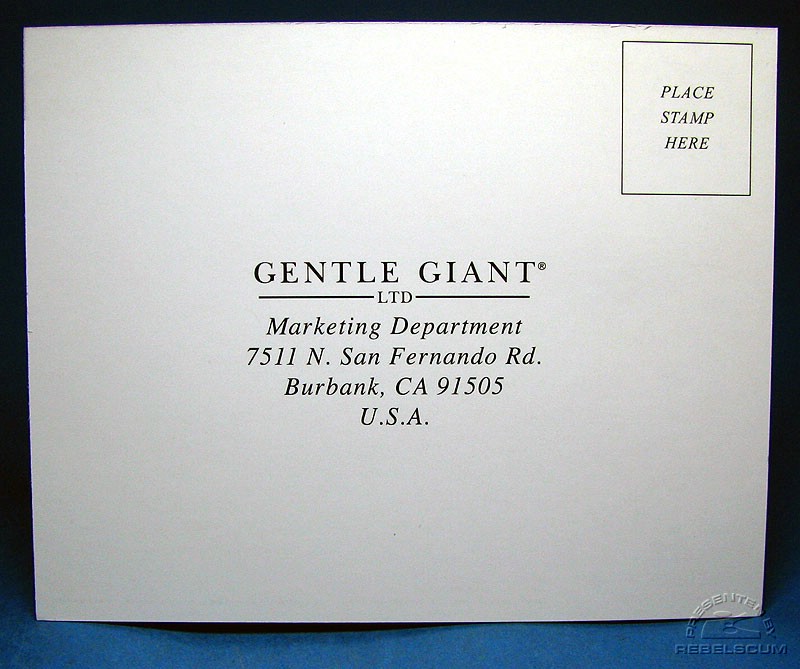 PLACE
STAMP
HERE
GENTLE GIANT®
LTD
Marketing Department
7511 N. San Fernando Rd.
Burbank, CA 91505
U.S.A.
PRESENTED BY
REBELSCUM